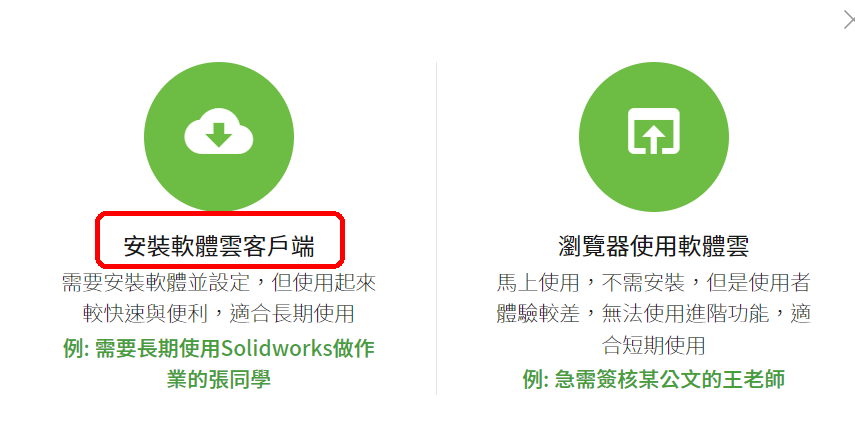 安裝軟體雲客戶端
需要安裝軟體並設定，但使用起來
較快速與便利，適合長期使用
例: 需要長期使用Solidworks做作
業的張同學
瀏覽器使用軟體雲
馬上使用，不需安裝，但是使用者
體驗較差，無法使用進階功能，適
合短期使用
例: 急需簽核某公文的王老師